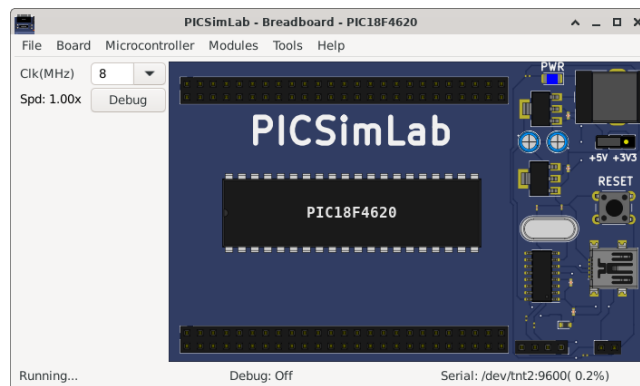 PICSimLab - Breadboard - PIC18F4620
File Board Microcontroller Modules Tools Help
Clk(MHz) 8
Spd: 1.00x Debug
PWR
PICSimLab
+5V +3V3
RESET
PIC18F4620
Running... Debug: Off Serial: /dev/tnt2:9600( 0.2%)